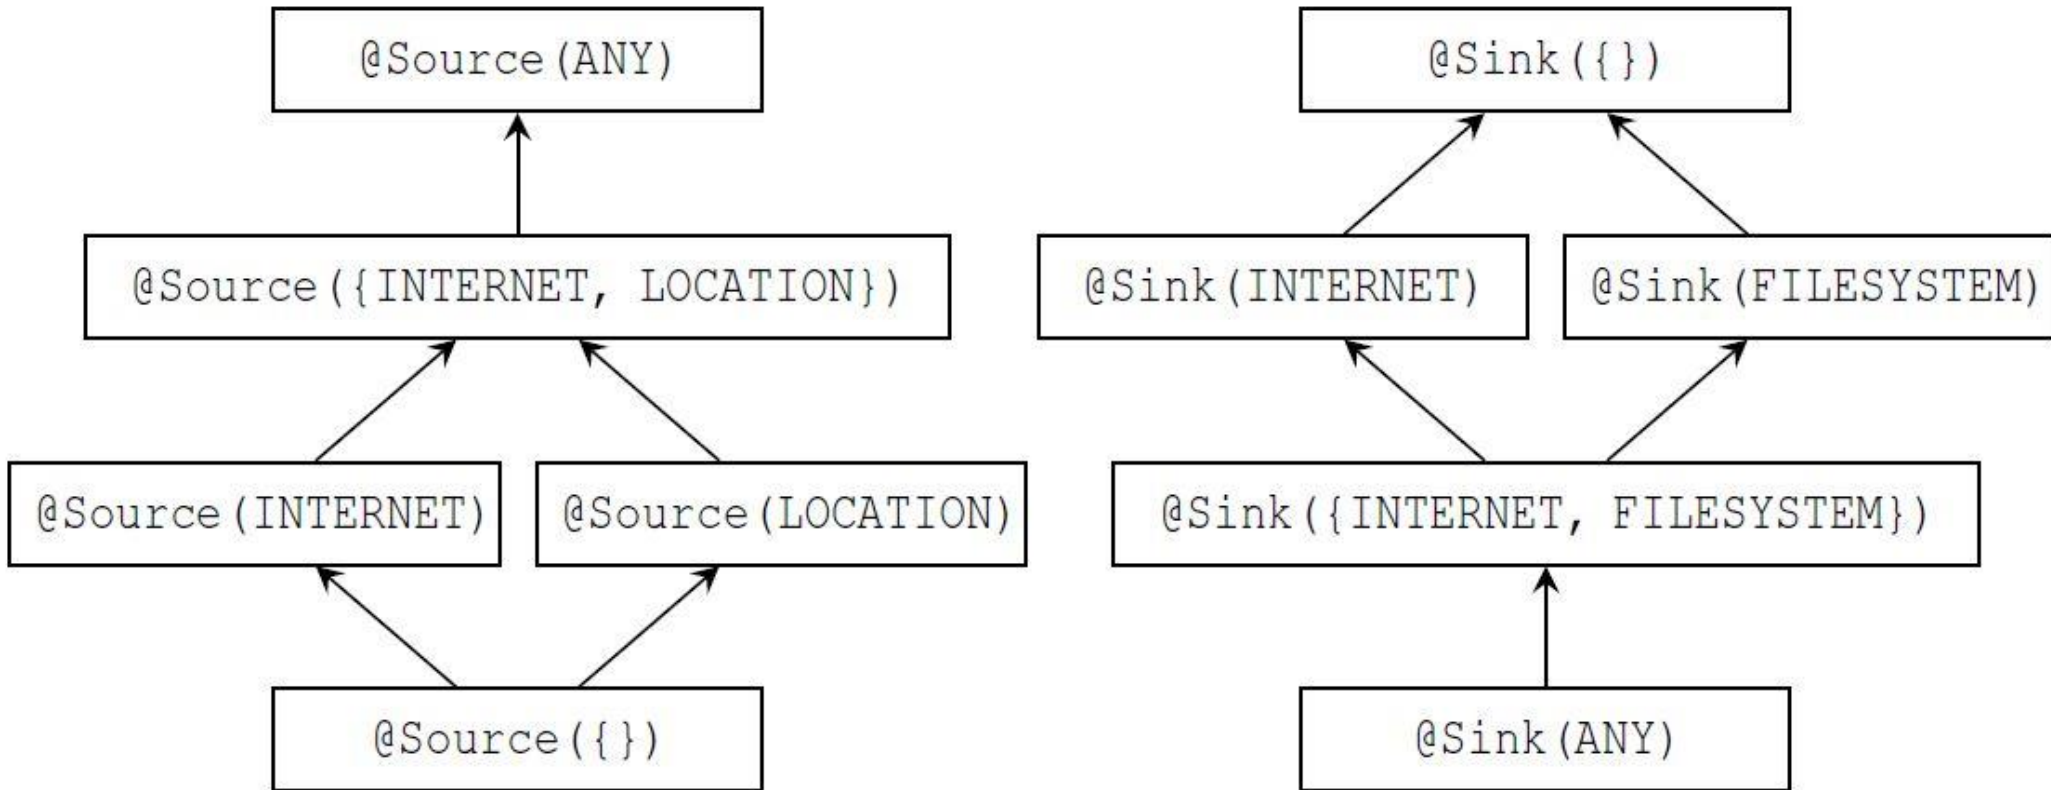 @Source(ANY)
@Source({INTERNET, LOCATION})
@Source(INTERNET)
@Source(LOCATION)
@Source({})
@Sink({})
@Sink(INTERNET)
@Sink(FILESYSTEM)
@Sink({INTERNET, FILESYSTEM})
@Sink(ANY)